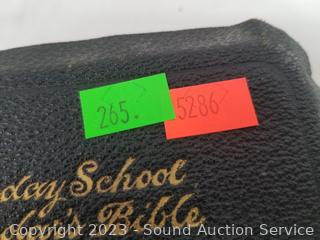 265.
5286
day School
Bible
Copyright © 2023 - Sound Auction Service